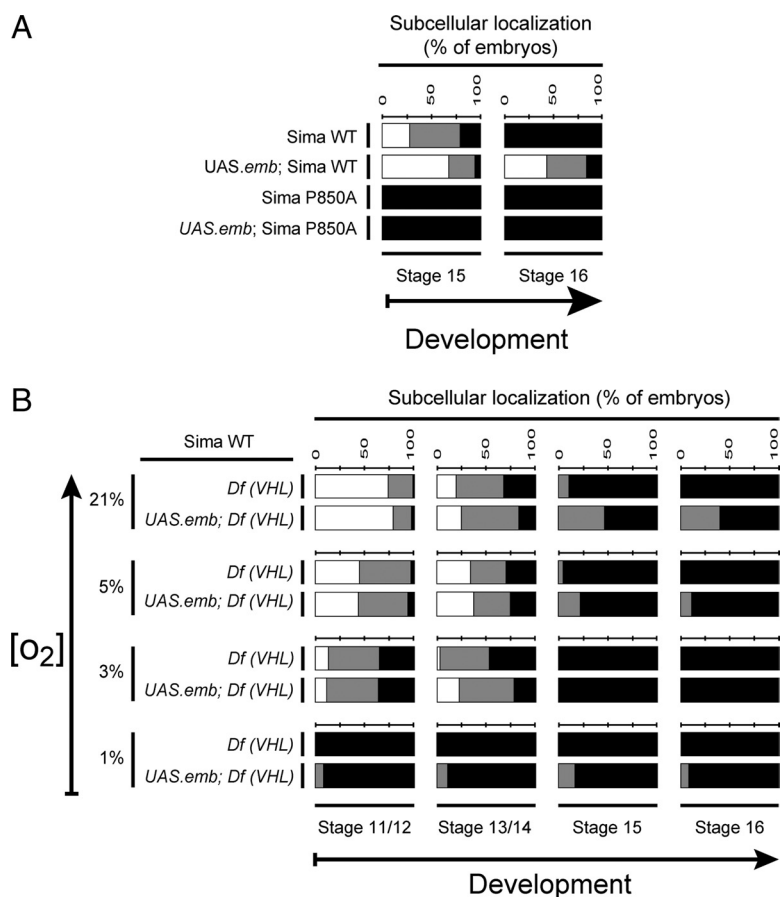 A
Subcellular localization
(% of embryos)
0 50 100 0 50 100
Sima WT
UAS.emb; Sima WT
Sima P850A
UAS.emb; Sima P850A
Stage 15 Stage 16
Development
B
Subcellular localization (% of embryos)
Sima WT
0 50 100 0 50 100 0 50 100 0 50 100
21%
Df (VHL)
UAS.emb; Df (VHL)
5%
Df (VHL)
UAS.emb; Df (VHL)
[O2]
3%
Df (VHL)
UAS.emb; Df (VHL)
1%
Df (VHL)
UAS.emb; Df (VHL)
Stage 11/12 Stage 13/14 Stage 15 Stage 16
Development